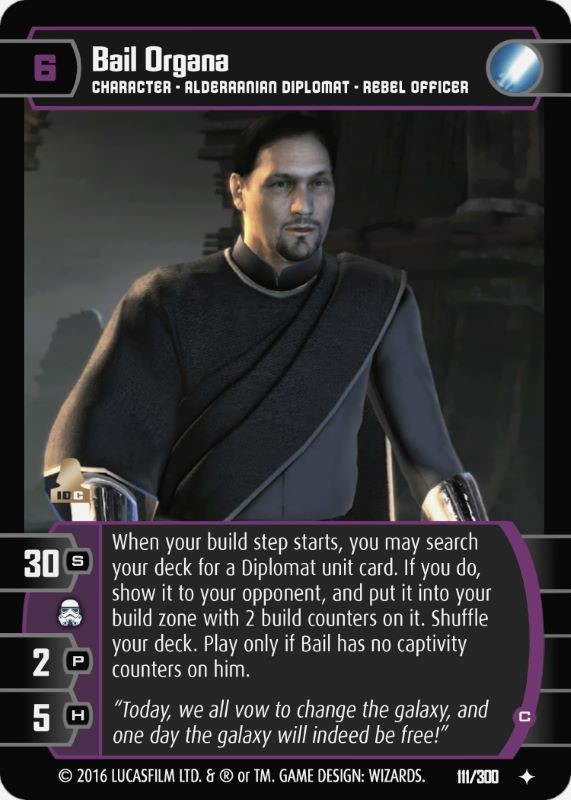 6
Bail Organa
CHARACTER - ALDERAANIAN DIPLOMAT - REBEL OFFICER
IDC
30 S
2 P
5 H
When your build step starts, you may search
your deck for a Diplomat unit card. If you do,
show it to your opponent, and put it into your
build zone with 2 build counters on it. Shuffle
your deck. Play only if Bail has no captivity
counters on him.
“Today, we all vow to change the galaxy, and
one day the galaxy will indeed be free!”
C
© 2016 LUCASFILM LTD. & ® or TM. GAME DESIGN: WIZARDS. 111/300